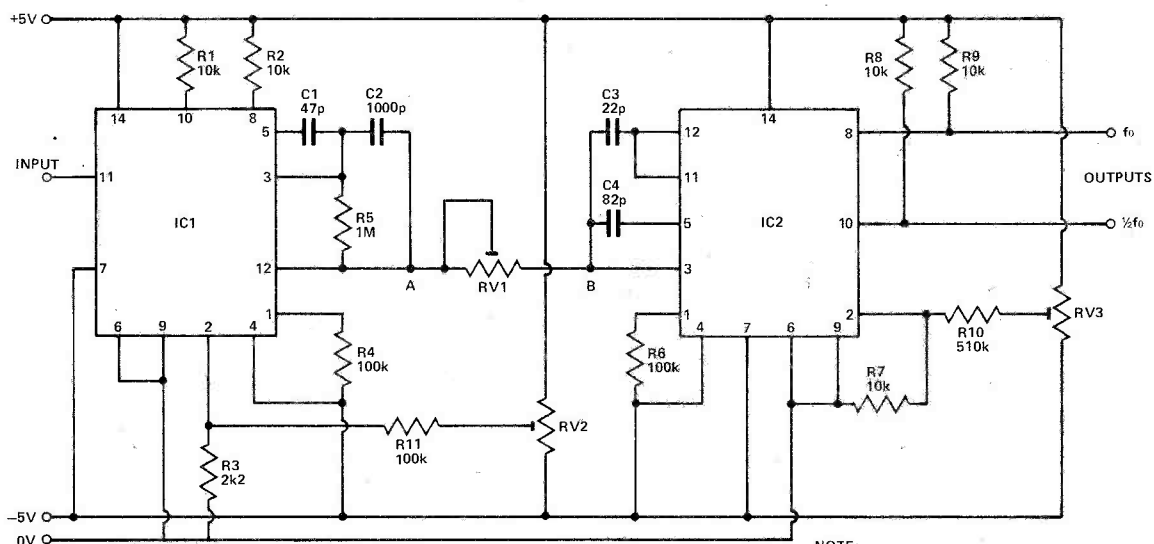 +5V
R1
10k
R2
10k
C1
47p
C2
1000p
C3
22p
R8
10k
R9
10k
14
10
8
5
12
14
8
f₀
INPUT
11
3
11
OUTPUTS
R5
1M
C4
82p
IC1
5
IC2
10
½f₀
7
12
3
A
RV1
B
1
1
2
RV3
6
9
2
4
4
7
6
9
R10
510k
R4
100k
R6
100k
R7
10k
R11
100k
RV2
R3
2k2
−5V
0V
NOTE: